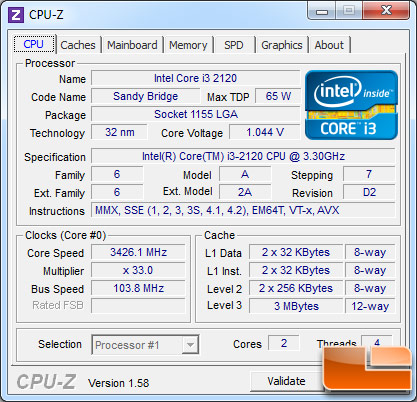 CPU-Z
CPU Caches Mainboard Memory SPD Graphics About
Processor
Name Intel Core i3 2120
Code Name Sandy Bridge Max TDP 65 W
Package Socket 1155 LGA
Technology 32 nm Core Voltage 1.044 V
intel inside™
CORE™ i3
Specification Intel(R) Core(TM) i3-2120 CPU @ 3.30GHz
Family 6 Model A Stepping 7
Ext. Family 6 Ext. Model 2A Revision D2
Instructions MMX, SSE (1, 2, 3, 3S, 4.1, 4.2), EM64T, VT-x, AVX
Clocks (Core #0)
Core Speed 3426.1 MHz
Multiplier x 33.0
Bus Speed 103.8 MHz
Rated FSB
Cache
L1 Data 2 x 32 KBytes 8-way
L1 Inst. 2 x 32 KBytes 8-way
Level 2 2 x 256 KBytes 8-way
Level 3 3 MBytes 12-way
Selection Processor #1 Cores 2 Threads 4
CPU-Z Version 1.58 Validate